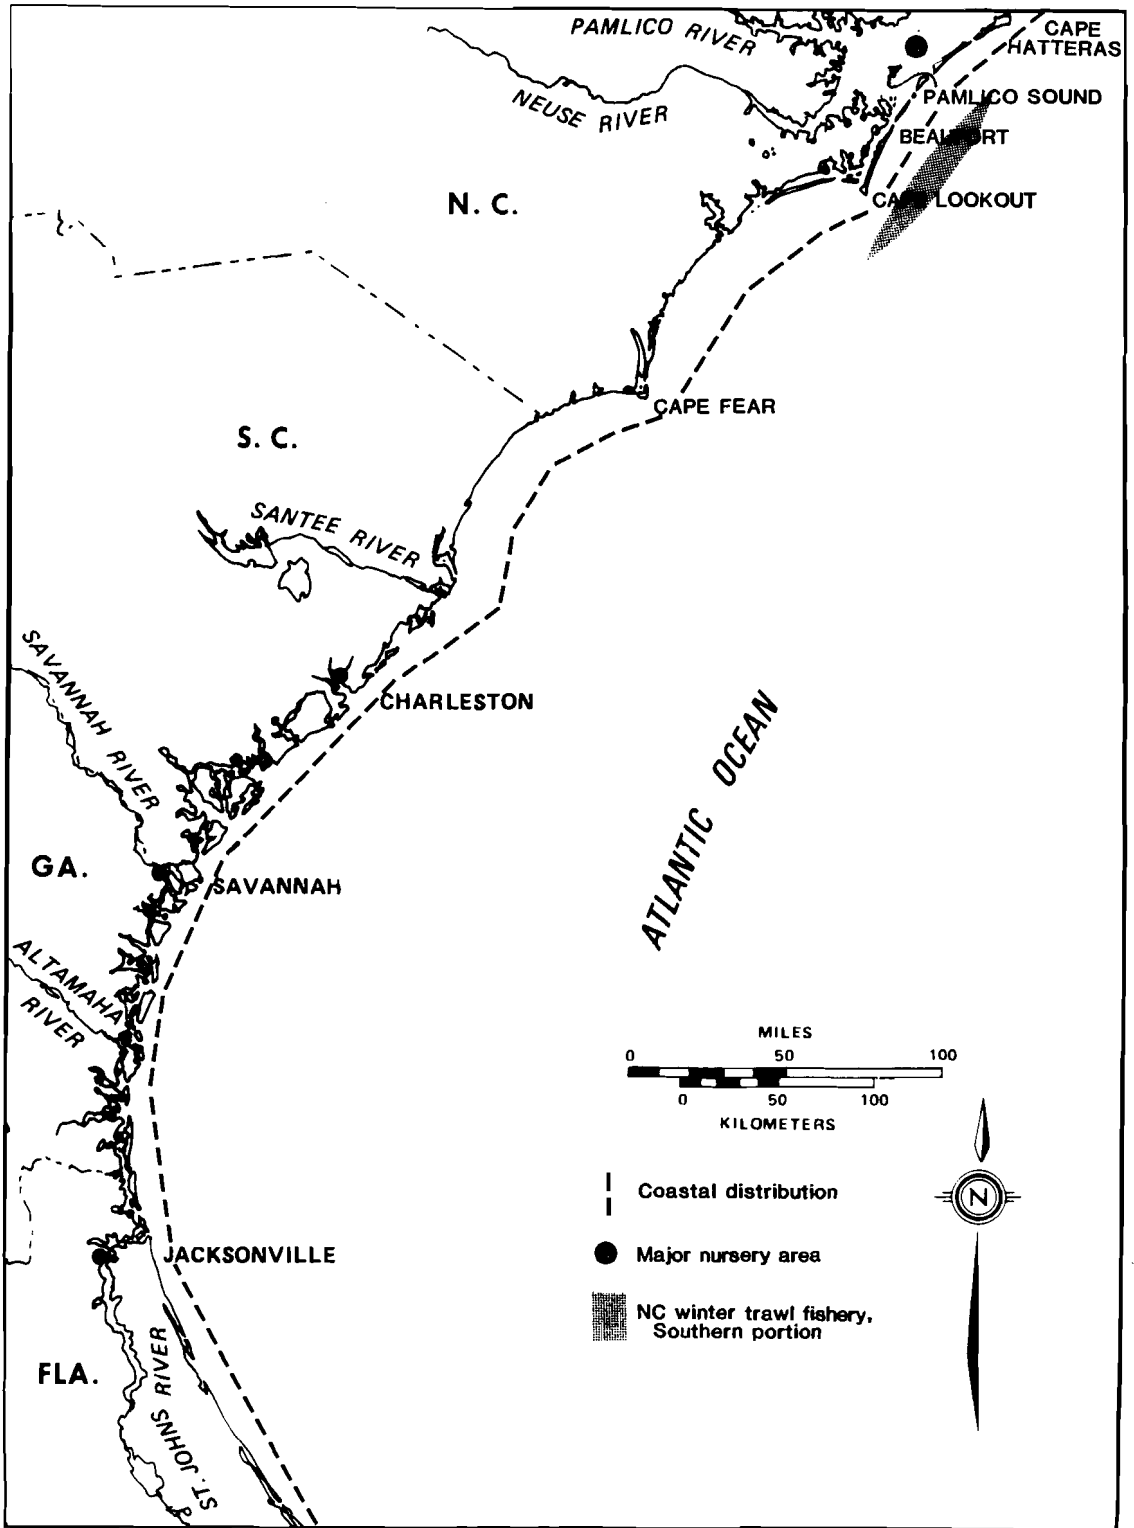 PAMLICO RIVER
CAPE
HATTERAS
NEUSE RIVER
PAMLICO SOUND
BEAUFORT
N. C.
CAPE LOOKOUT
CAPE FEAR
S. C.
SANTEE RIVER
SAVANNAH RIVER
CHARLESTON
ATLANTIC OCEAN
GA.
SAVANNAH
ALTAMAHA
RIVER
MILES
0 50 100
0 50 100
KILOMETERS
N
Coastal distribution
Major nursery area
NC winter trawl fishery,
Southern portion
JACKSONVILLE
FLA.
ST. JOHNS RIVER